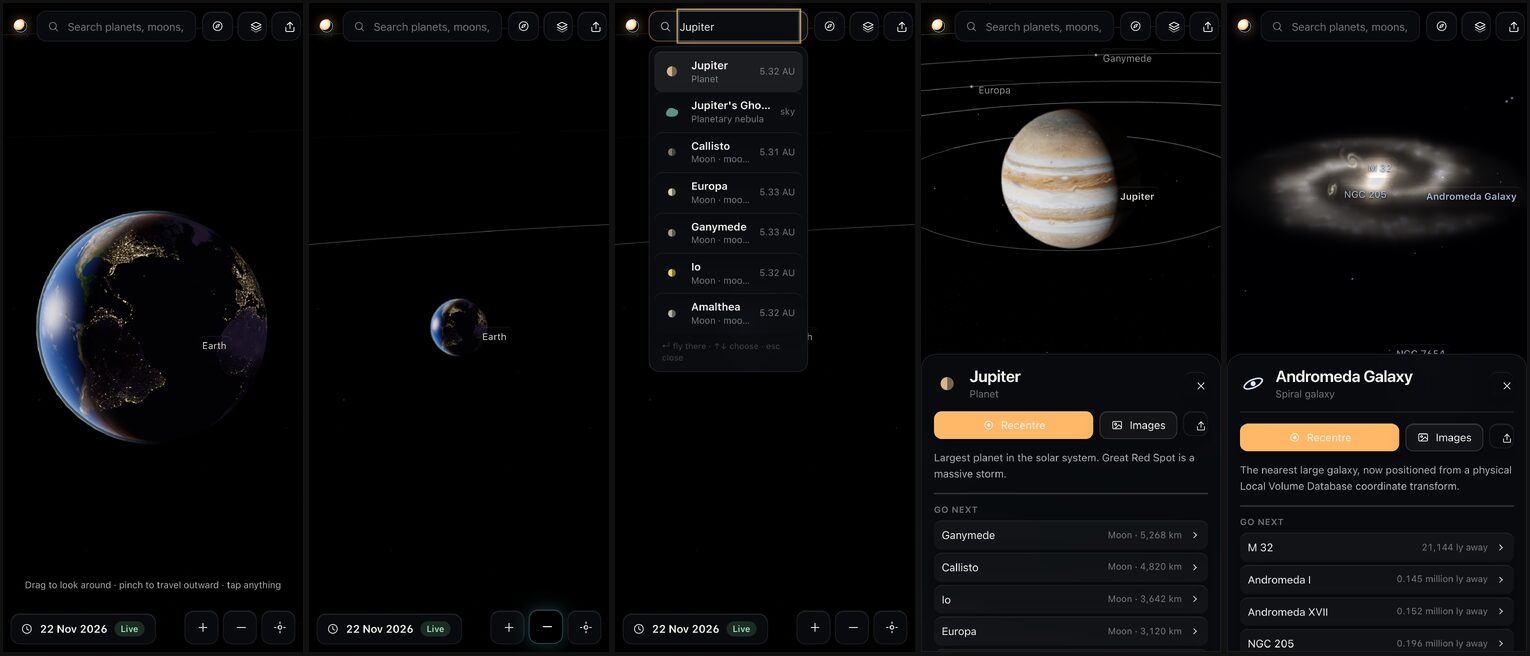 Search planets, moons,
Earth
Drag to look around · pinch to travel outward · tap anything
22 Nov 2026 Live
Search planets, moons,
Earth
22 Nov 2026 Live
Jupiter
Jupiter
Planet
5.32 AU
Jupiter's Gho...
Planetary nebula
sky
Callisto
Moon · moo...
5.31 AU
Europa
Moon · moo...
5.33 AU
Ganymede
Moon · moo...
5.33 AU
Io
Moon · moo...
5.32 AU
Amalthea
Moon · moo...
5.32 AU
↵ fly there · ↑↓ choose · esc
close
h
22 Nov 2026 Live
Search planets, moons,
Ganymede
Europa
Jupiter
Jupiter
Planet
Recentre
Images
Largest planet in the solar system. Great Red Spot is a
massive storm.
GO NEXT
Ganymede Moon · 5,268 km
Callisto Moon · 4,820 km
Io Moon · 3,642 km
Europa Moon · 3,120 km
Search planets, moons,
M 32
NGC 205
Andromeda Galaxy
NGC 7654
Andromeda Galaxy
Spiral galaxy
Recentre
Images
The nearest large galaxy, now positioned from a physical
Local Volume Database coordinate transform.
GO NEXT
M 32 21,144 ly away
Andromeda I 0.145 million ly away
Andromeda XVII 0.152 million ly away
NGC 205 0.196 million ly away